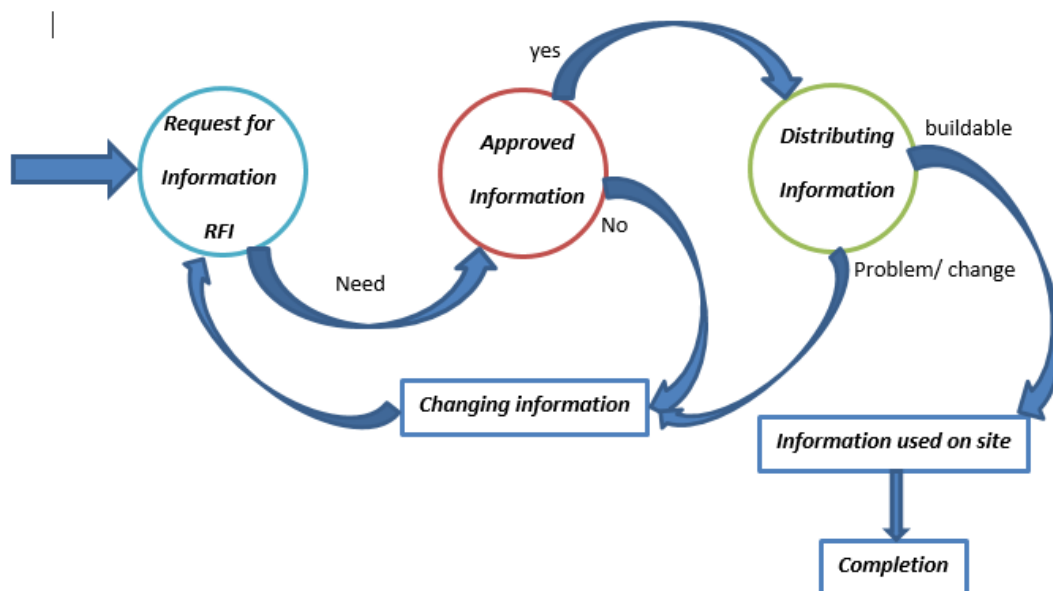 yes
Request for
Information
RFI
Approved
Information
Distributing
Information
buildable
No
Need
Problem/ change
Changing information
Information used on site
Completion